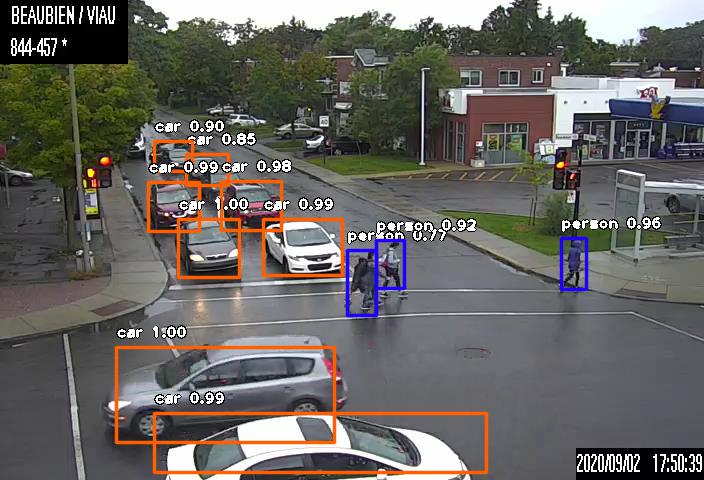 BEAUBIEN / VIAU
844-457 *
car 0.90
car 0.85
car 0.99
car 0.98
car 1.00
car 0.99
person 0.92
person 0.77
person 0.96
car 1.00
car 0.99
2020/09/02 17:50:39